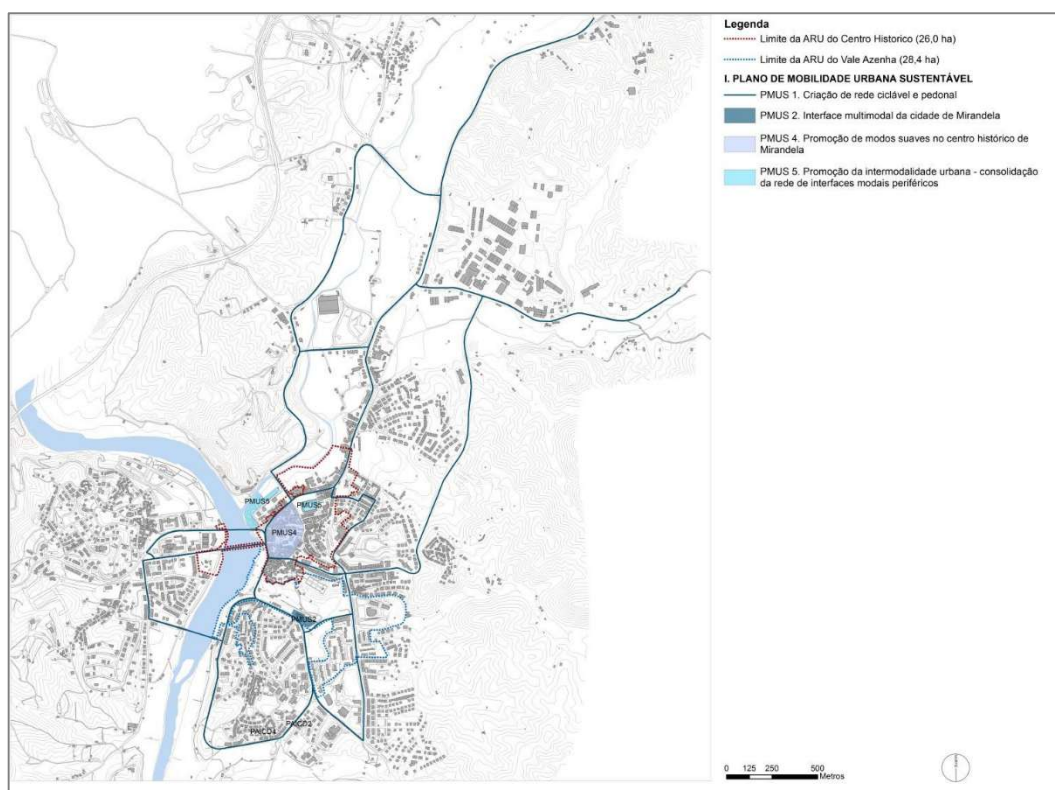 Legenda
Limite da ARU do Centro Historico (26,0 ha)
Limite da ARU do Vale Azenha (28,4 ha)
I. PLANO DE MOBILIDADE URBANA SUSTENTÁVEL
PMUS 1. Criação de rede ciclável e pedonal
PMUS 2. Interface multimodal da cidade de Mirandela
PMUS 4. Promoção de modos suaves no centro histórico de
Mirandela
PMUS 5. Promoção da intermodalidade urbana - consolidação
da rede de interfaces modais periféricos
PMUS5
PMUS5
PMUS4
PMUS2
PAICD3
PAICD4
0 125 250 500
Metros